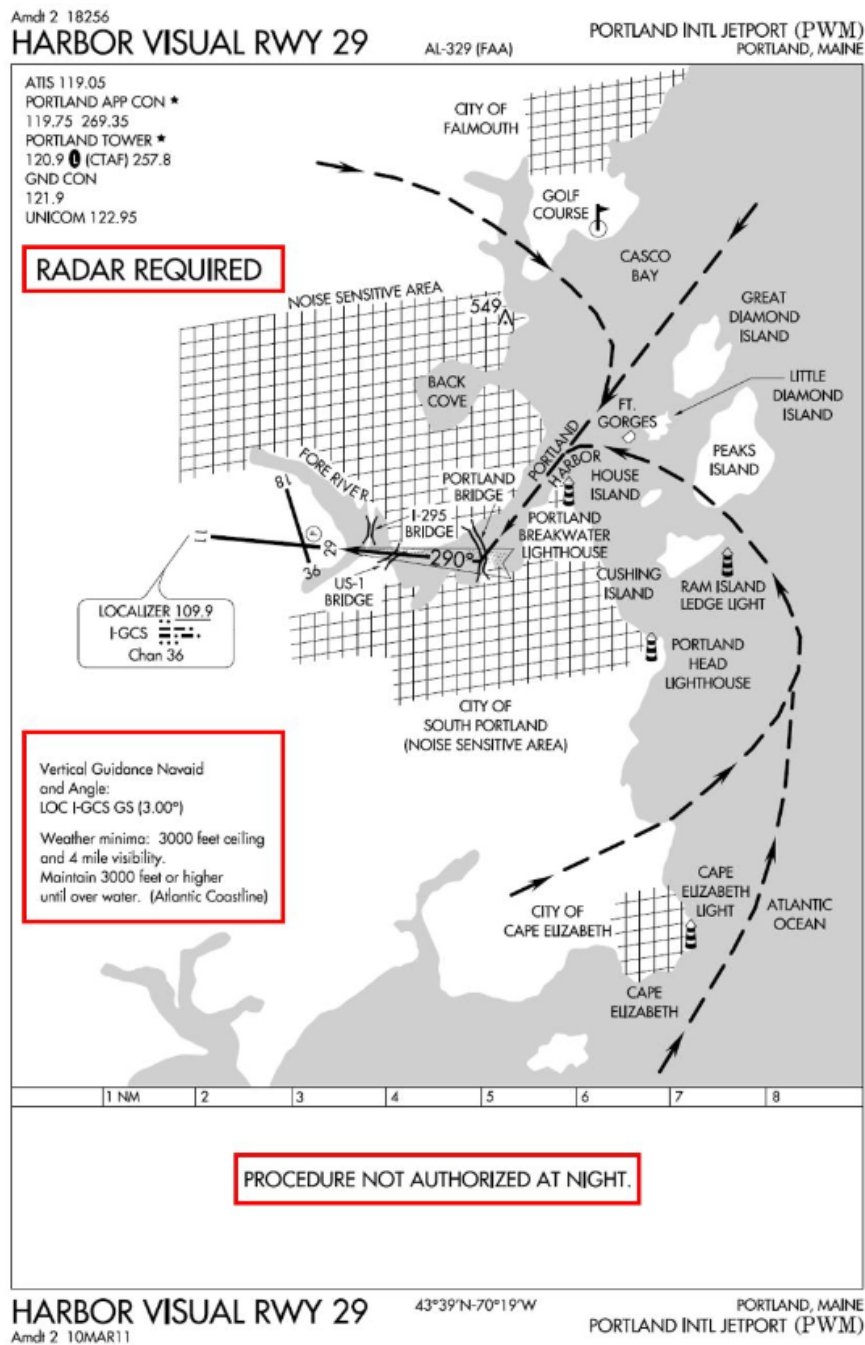 Amdt 2 18256
HARBOR VISUAL RWY 29
AL-329 (FAA)
PORTLAND INTL JETPORT (PWM)
PORTLAND, MAINE
ATIS 119.05
PORTLAND APP CON ★
119.75 269.35
PORTLAND TOWER ★
120.9 L (CTAF) 257.8
GND CON
121.9
UNICOM 122.95
RADAR REQUIRED
CITY OF
FALMOUTH
GOLF
COURSE
CASCO
BAY
NOISE SENSITIVE AREA
549
GREAT
DIAMOND
ISLAND
BACK
COVE
LITTLE
DIAMOND
ISLAND
FT.
GORGES
PORTLAND
HARBOR
PEAKS
ISLAND
HOUSE
ISLAND
FORE RIVER
PORTLAND
BRIDGE
I-295
BRIDGE
PORTLAND
BREAKWATER
LIGHTHOUSE
18
29
36
290°
US-1
BRIDGE
CUSHING
ISLAND
RAM ISLAND
LEDGE LIGHT
LOCALIZER 109.9
I-GCS
Chan 36
PORTLAND
HEAD
LIGHTHOUSE
CITY OF
SOUTH PORTLAND
(NOISE SENSITIVE AREA)
Vertical Guidance Navaid
and Angle:
LOC I-GCS GS (3.00°)
Weather minima: 3000 feet ceiling
and 4 mile visibility.
Maintain 3000 feet or higher
until over water. (Atlantic Coastline)
CITY OF
CAPE ELIZABETH
CAPE
ELIZABETH
LIGHT
ATLANTIC
OCEAN
CAPE
ELIZABETH
1 NM 2 3 4 5 6 7 8
PROCEDURE NOT AUTHORIZED AT NIGHT.
HARBOR VISUAL RWY 29
Amdt 2 10MAR11
43°39'N-70°19'W
PORTLAND, MAINE
PORTLAND INTL JETPORT (PWM)